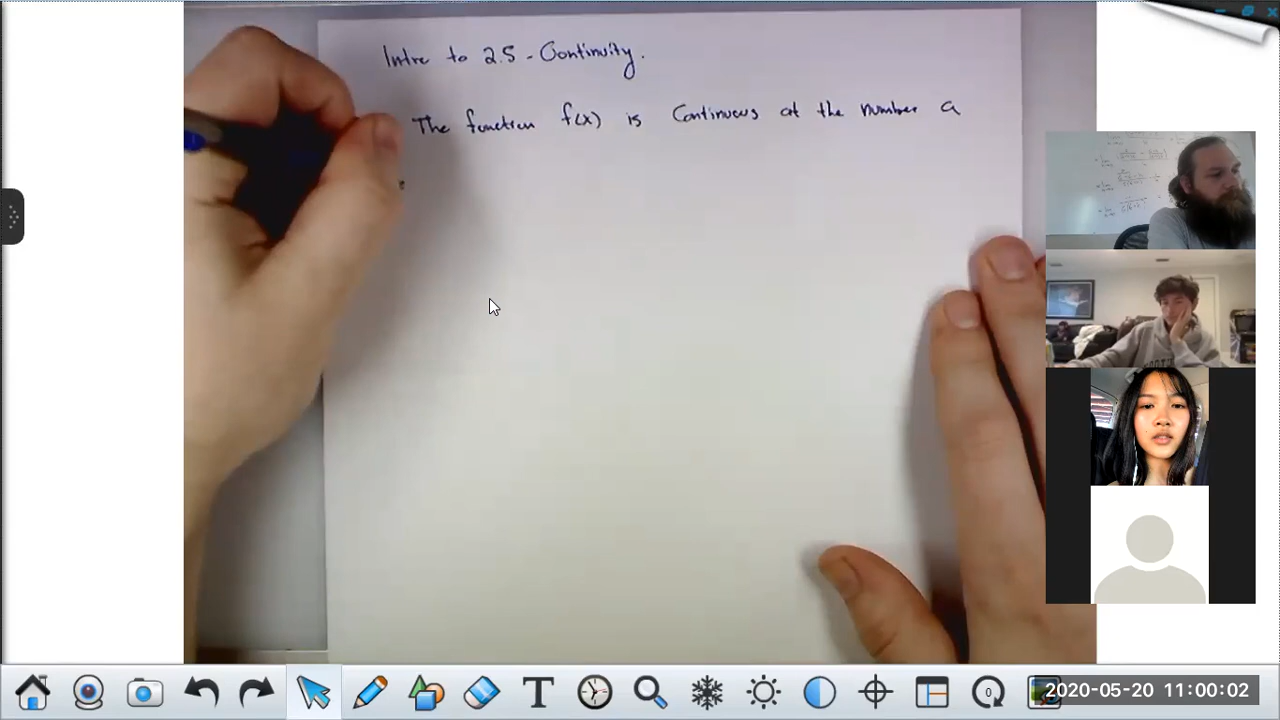 Intro to 2.5 - Continuity.
The function f(x) is Continuous at the number a
2020-05-20 11:00:02